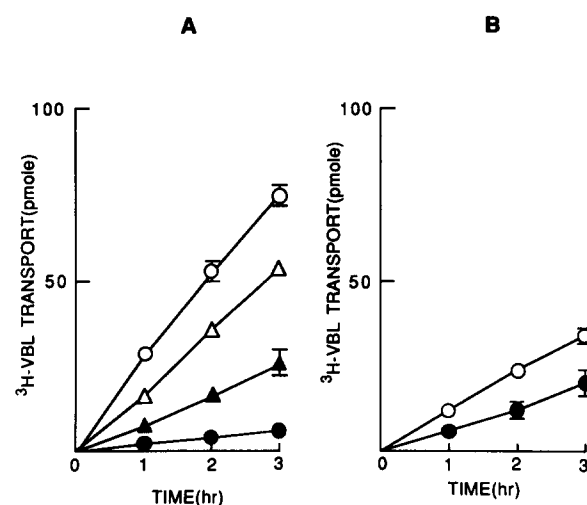 A
B
100
50
³H-VBL TRANSPORT(pmole)
0 1 2 3
TIME(hr)
100
50
³H-VBL TRANSPORT(pmole)
0 1 2 3
TIME(hr)